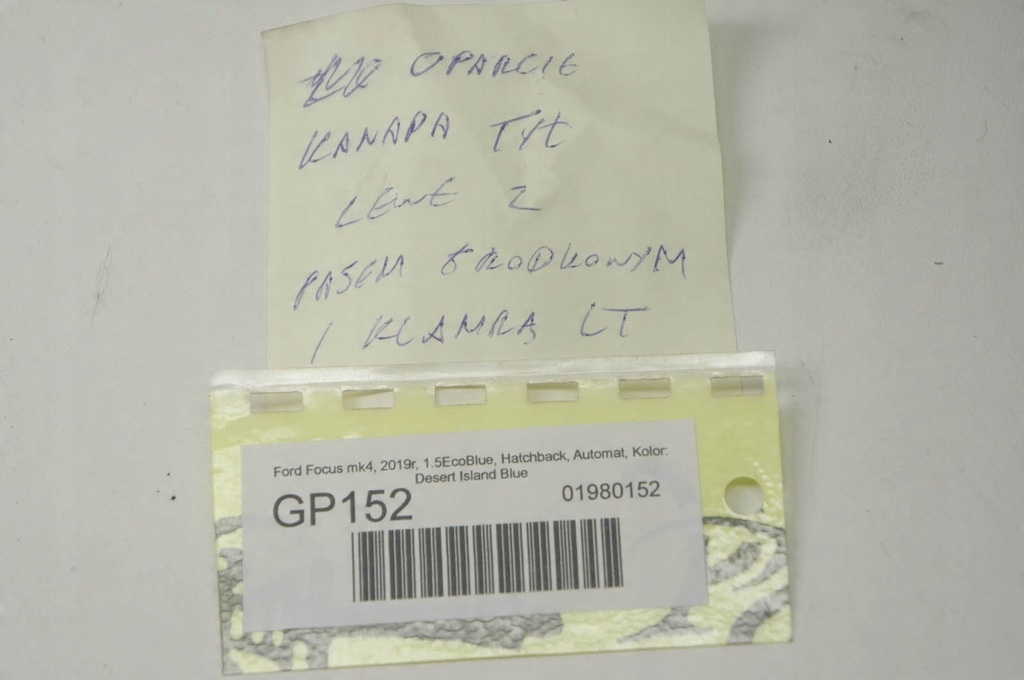 OPARCIE
KANAPA TYŁ
LEWE Z
PASEM ŚRODKOWYM
I KLAMRĄ LT
Ford Focus mk4, 2019r, 1.5EcoBlue, Hatchback, Automat, Kolor:
Desert Island Blue
GP152
01980152